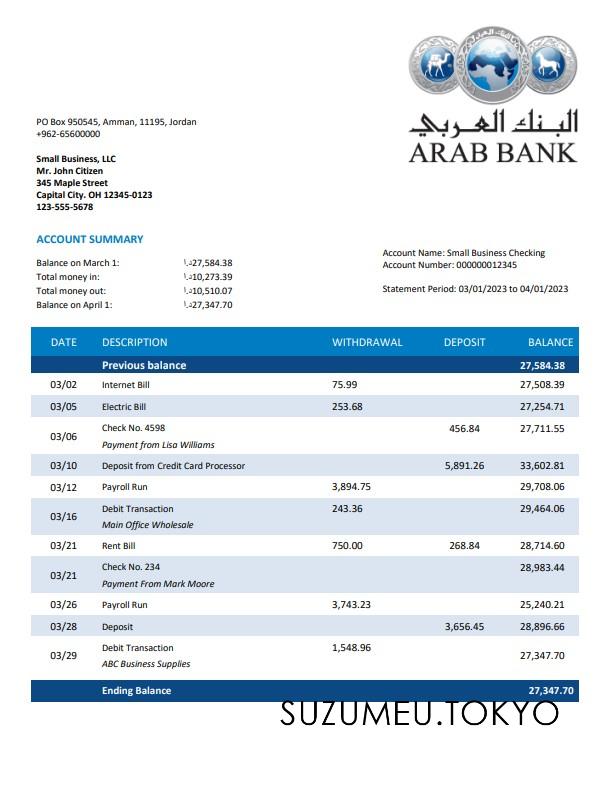 البنك العربي
ARAB BANK
PO Box 950545, Amman, 11195, Jordan
+962-65600000
Small Business, LLC
Mr. John Citizen
345 Maple Street
Capital City. OH 12345-0123
123-555-5678
ACCOUNT SUMMARY
Balance on March 1: د.ا27,584.38
Total money in: د.ا10,273.39
Total money out: د.ا10,510.07
Balance on April 1: د.ا27,347.70
Account Name: Small Business Checking
Account Number: 000000012345
Statement Period: 03/01/2023 to 04/01/2023
DATE DESCRIPTION WITHDRAWAL DEPOSIT BALANCE
Previous balance 27,584.38
03/02 Internet Bill 75.99 27,508.39
03/05 Electric Bill 253.68 27,254.71
03/06 Check No. 4598 456.84 27,711.55
Payment from Lisa Williams
03/10 Deposit from Credit Card Processor 5,891.26 33,602.81
03/12 Payroll Run 3,894.75 29,708.06
03/16 Debit Transaction 243.36 29,464.06
Main Office Wholesale
03/21 Rent Bill 750.00 268.84 28,714.60
03/21 Check No. 234 28,983.44
Payment From Mark Moore
03/26 Payroll Run 3,743.23 25,240.21
03/28 Deposit 3,656.45 28,896.66
03/29 Debit Transaction 1,548.96 27,347.70
ABC Business Supplies
Ending Balance 27,347.70
SUZUMEU.TOKYO